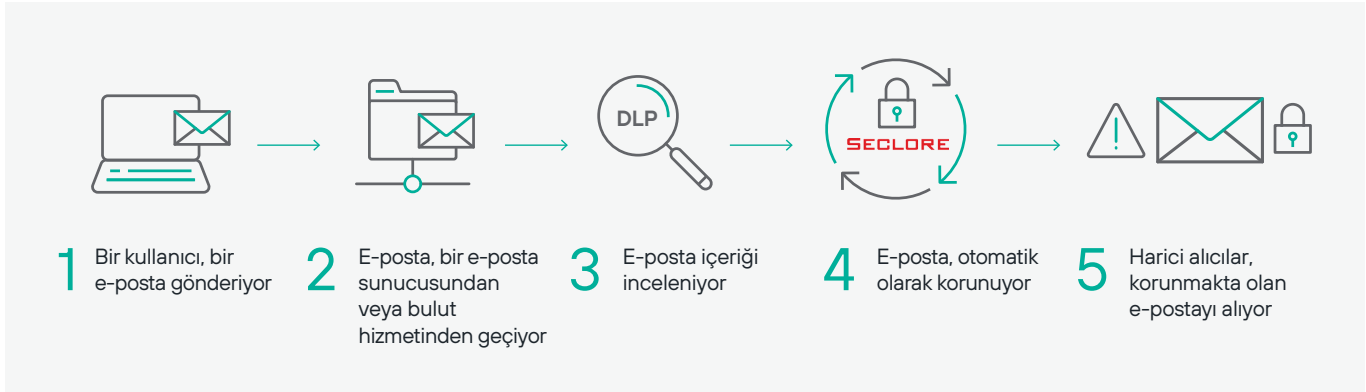 DLP
SECLORE
1
Bir kullanıcı, bir
e-posta gönderiyor
2
E-posta, bir e-posta
sunucusundan
veya bulut
hizmetinden geçiyor
3
E-posta içeriği
inceleniyor
4
E-posta, otomatik
olarak korunuyor
5
Harici alıcılar,
korunmakta olan
e-postayı alıyor